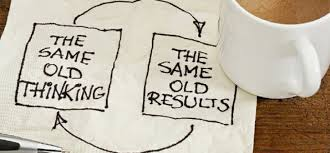 THE
SAME
OLD
THINKING
THE
SAME
OLD
RESULTS